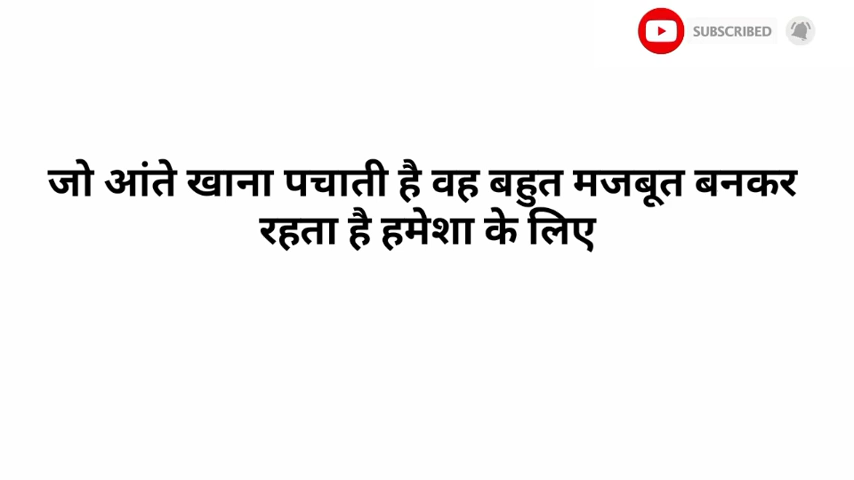 SUBSCRIBED
जो आंते खाना पचाती है वह बहुत मजबूत बनकर
रहता है हमेशा के लिए